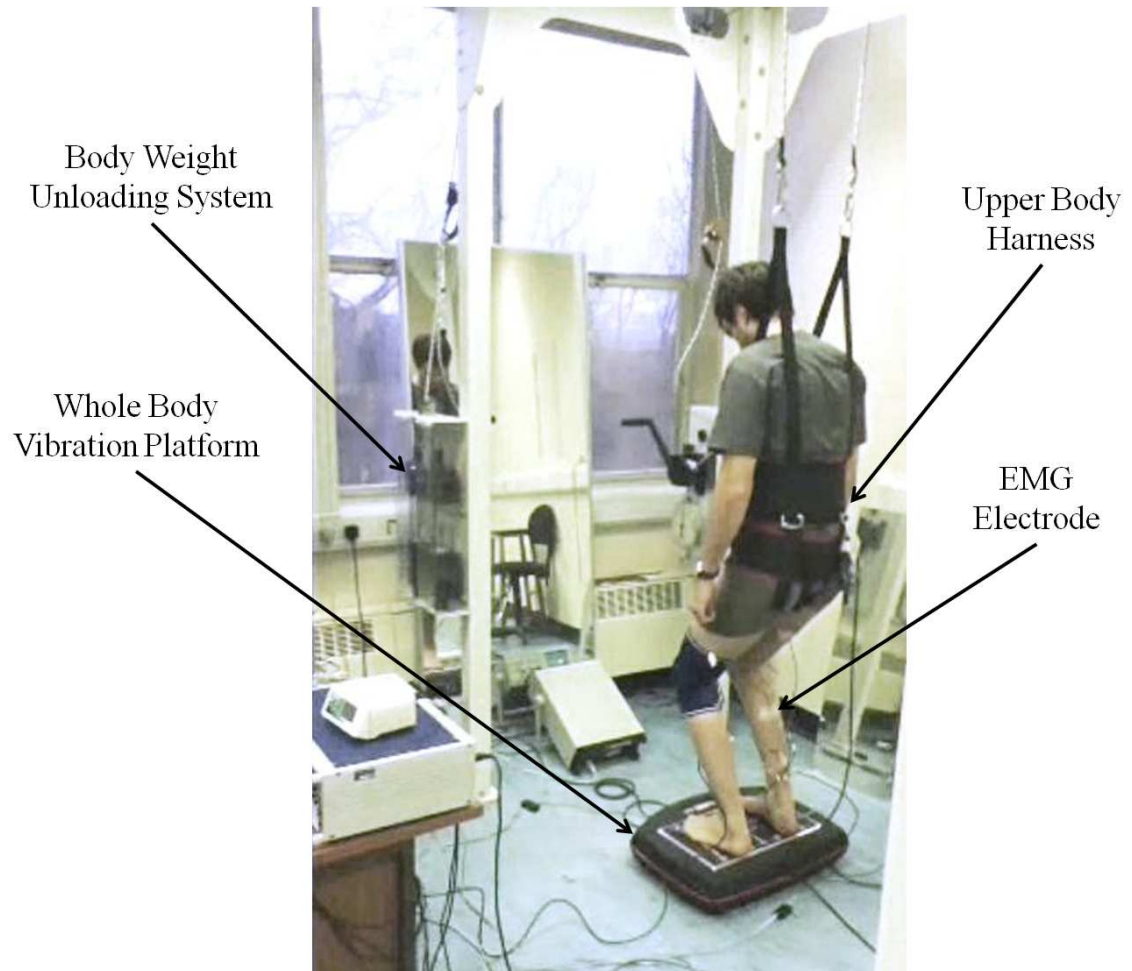 Body Weight
Unloading System
Upper Body
Harness
Whole Body
Vibration Platform
EMG
Electrode